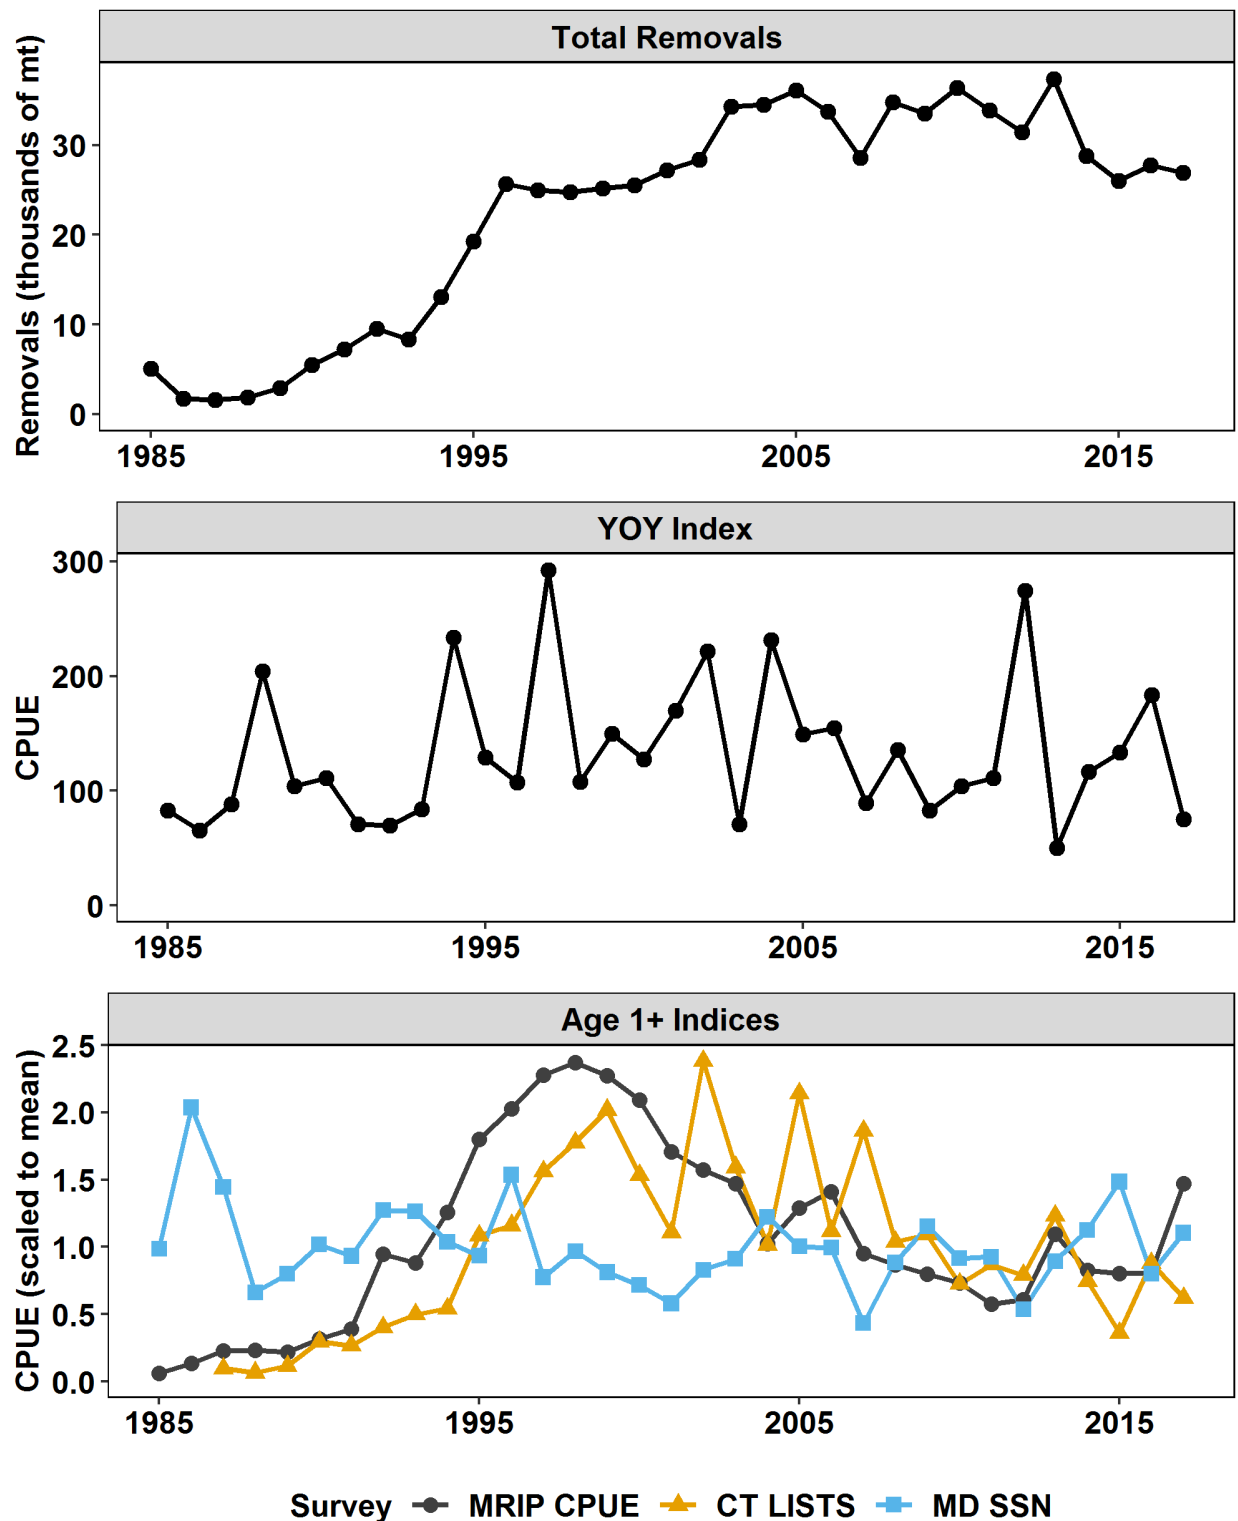 Total Removals
Removals (thousands of mt)
30
20
10
0
1985 1995 2005 2015
YOY Index
CPUE
300
200
100
0
1985 1995 2005 2015
Age 1+ Indices
CPUE (scaled to mean)
2.5
2.0
1.5
1.0
0.5
0.0
1985 1995 2005 2015
Survey MRIP CPUE CT LISTS MD SSN